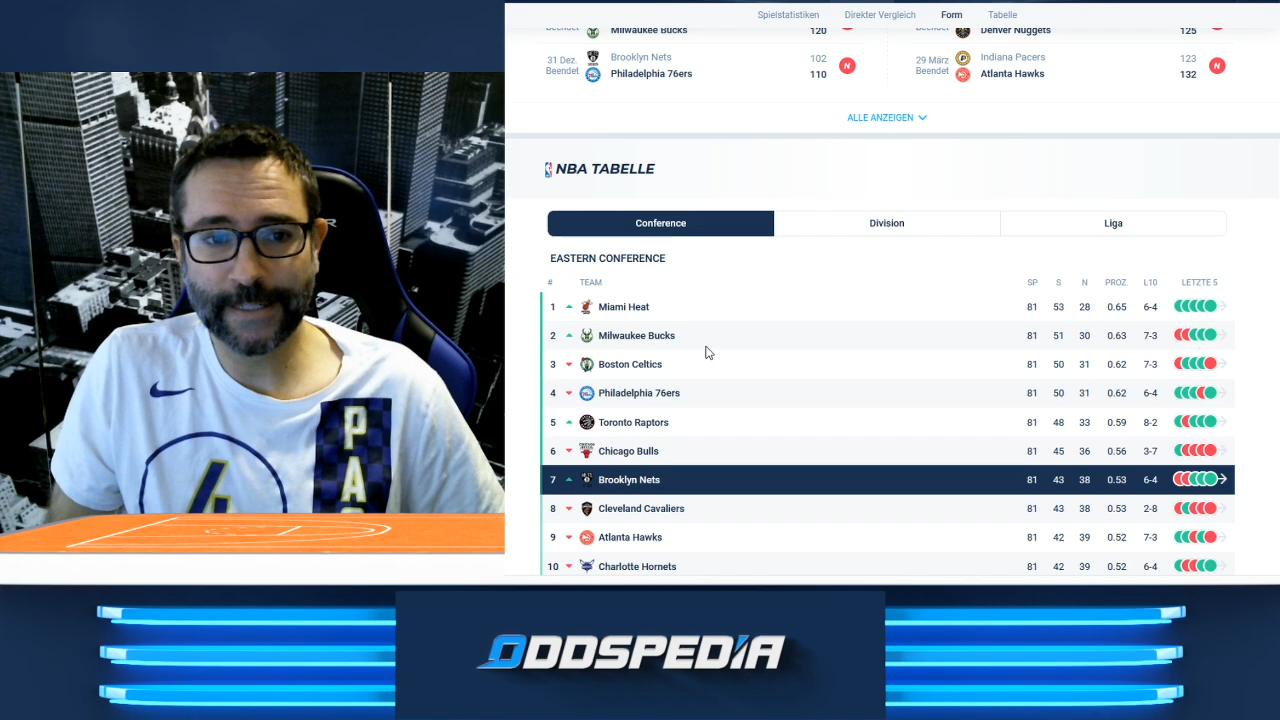 Spielstatistiken Direkter Vergleich Form Tabelle
Beendet Milwaukee Bucks 120 Beendet Denver Nuggets 125
31 Dez. Brooklyn Nets 102 29 März Indiana Pacers 123
Beendet Philadelphia 76ers 110 N Beendet Atlanta Hawks 132 N
ALLE ANZEIGEN
NBA TABELLE
Conference Division Liga
EASTERN CONFERENCE
# TEAM SP S N PROZ. L10 LETZTE 5
1 Miami Heat 81 53 28 0.65 6-4
2 Milwaukee Bucks 81 51 30 0.63 7-3
3 Boston Celtics 81 50 31 0.62 7-3
4 Philadelphia 76ers 81 50 31 0.62 6-4
5 Toronto Raptors 81 48 33 0.59 8-2
6 Chicago Bulls 81 45 36 0.56 3-7
7 Brooklyn Nets 81 43 38 0.53 6-4
8 Cleveland Cavaliers 81 43 38 0.53 2-8
9 Atlanta Hawks 81 42 39 0.52 7-3
10 Charlotte Hornets 81 42 39 0.52 6-4
PAC
4
ODDSPEDIA